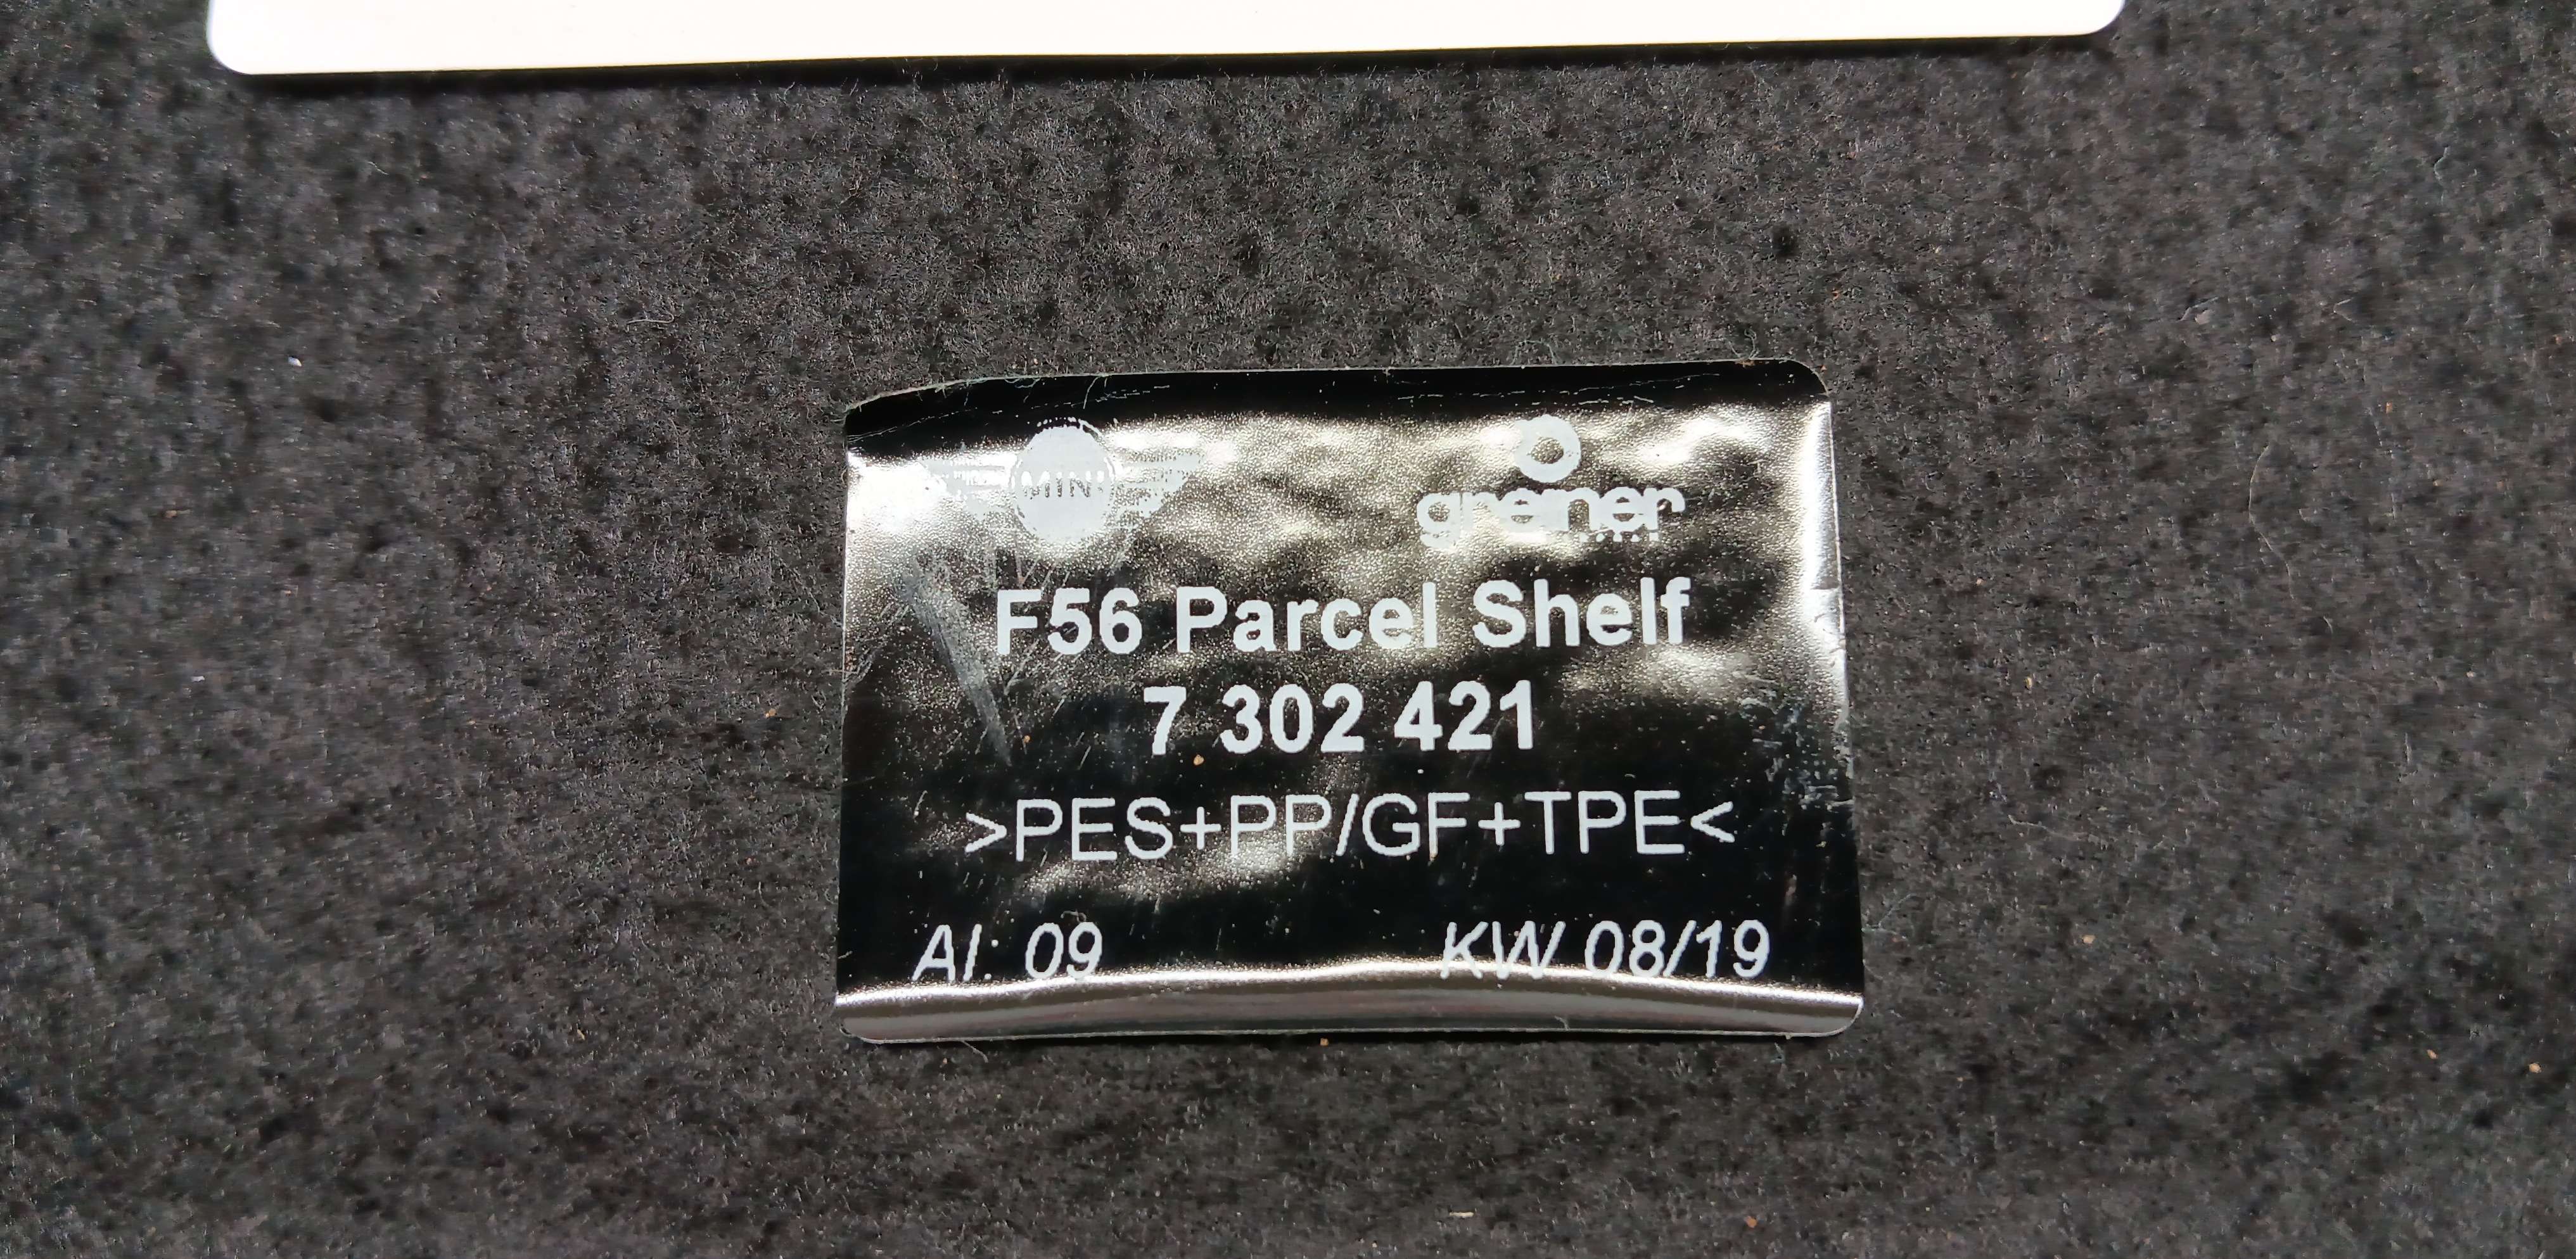 MINI
greiner
F56 Parcel Shelf
7 302 421
>PES+PP/GF+TPE<
AI: 09 KW 08/19